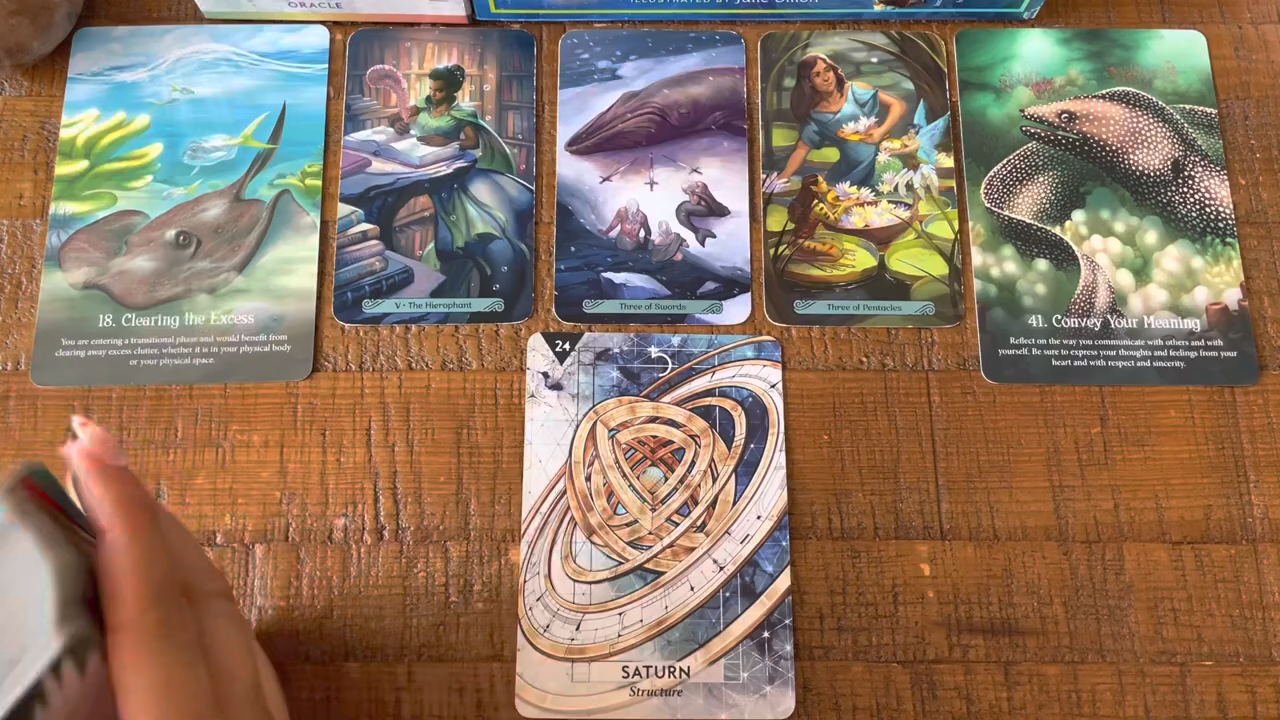 ORACLE
ILLUSTRATED BY
18. Clearing the Excess
You are entering a transitional phase and would benefit from
clearing away excess clutter, whether it is in your physical body
or your physical space.
V • The Hierophant
Three of Swords
Three of Pentacles
41. Convey Your Meaning
Reflect on the way you communicate with others and with
yourself. Be sure to express your thoughts and feelings from your
heart and with respect and sincerity.
24
SATURN
Structure